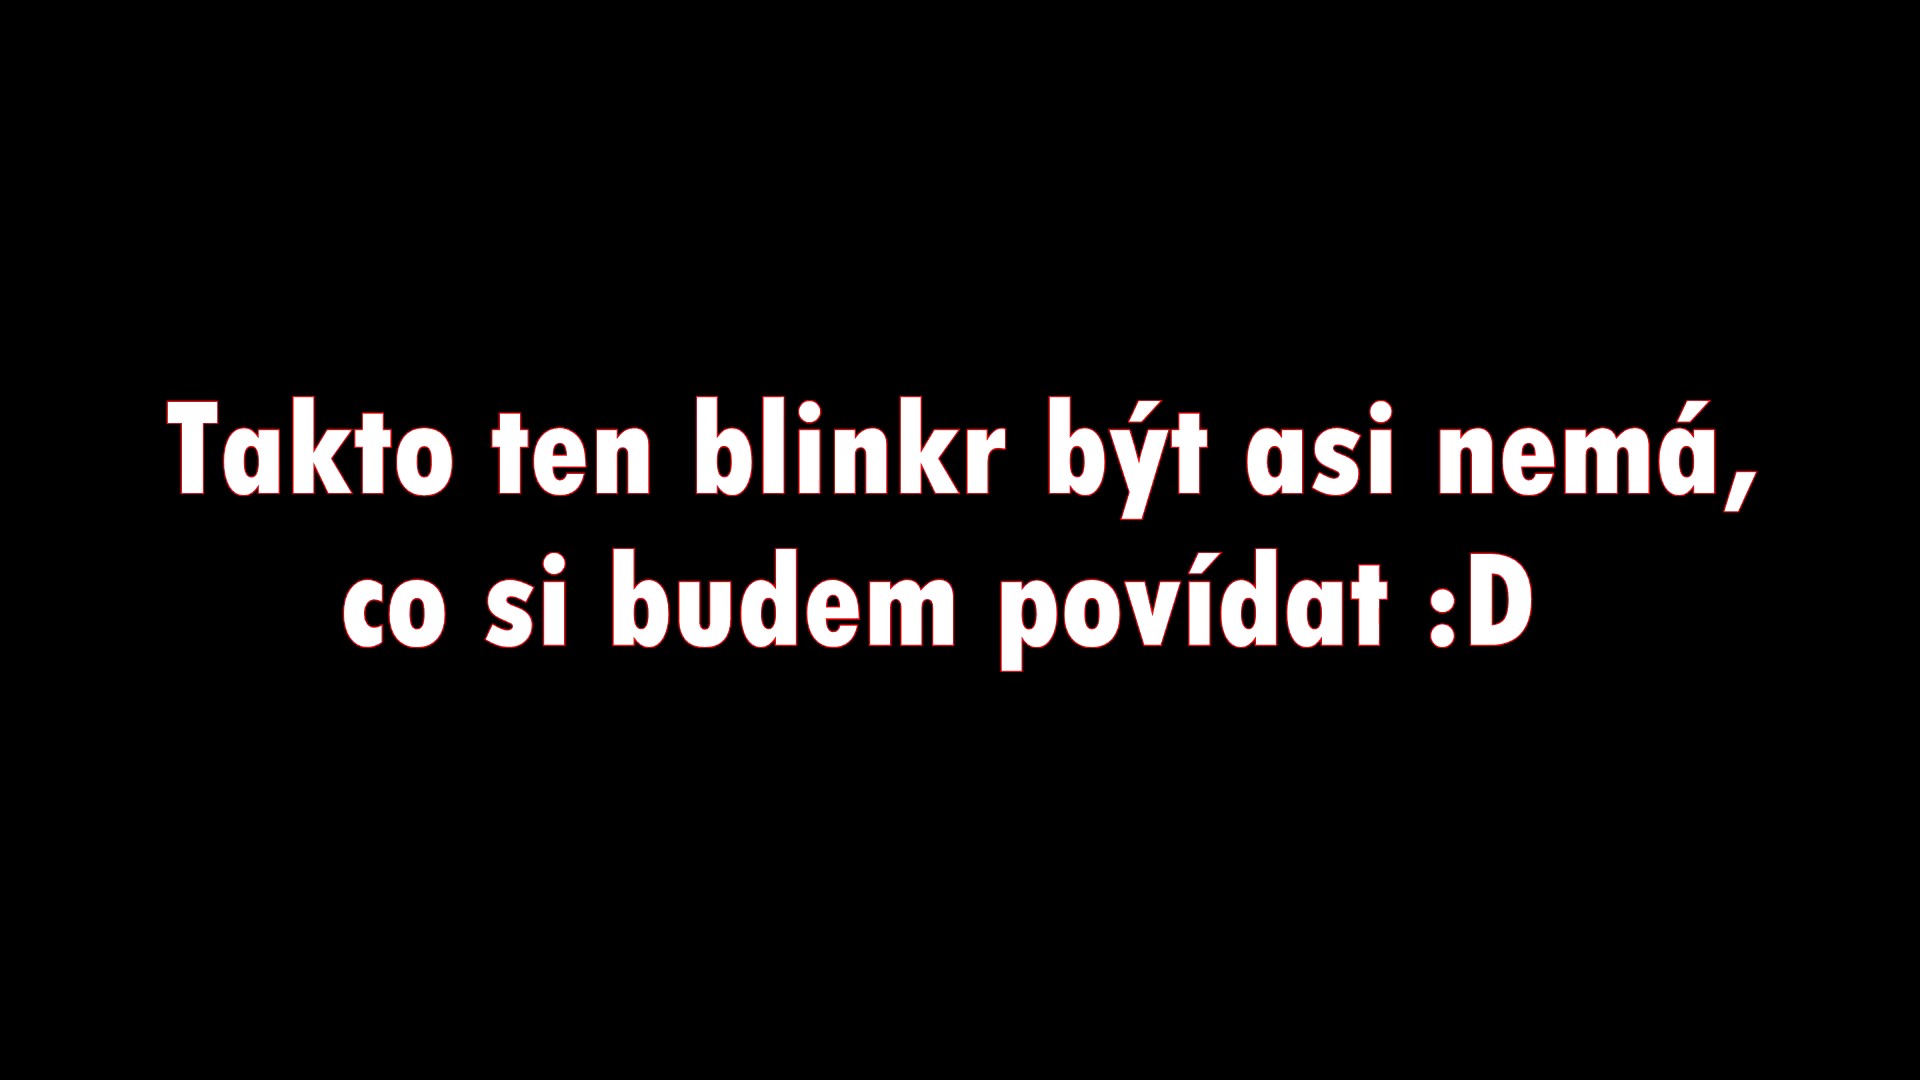 Takto ten blinkr být asi nemá,
co si budem povídat :D